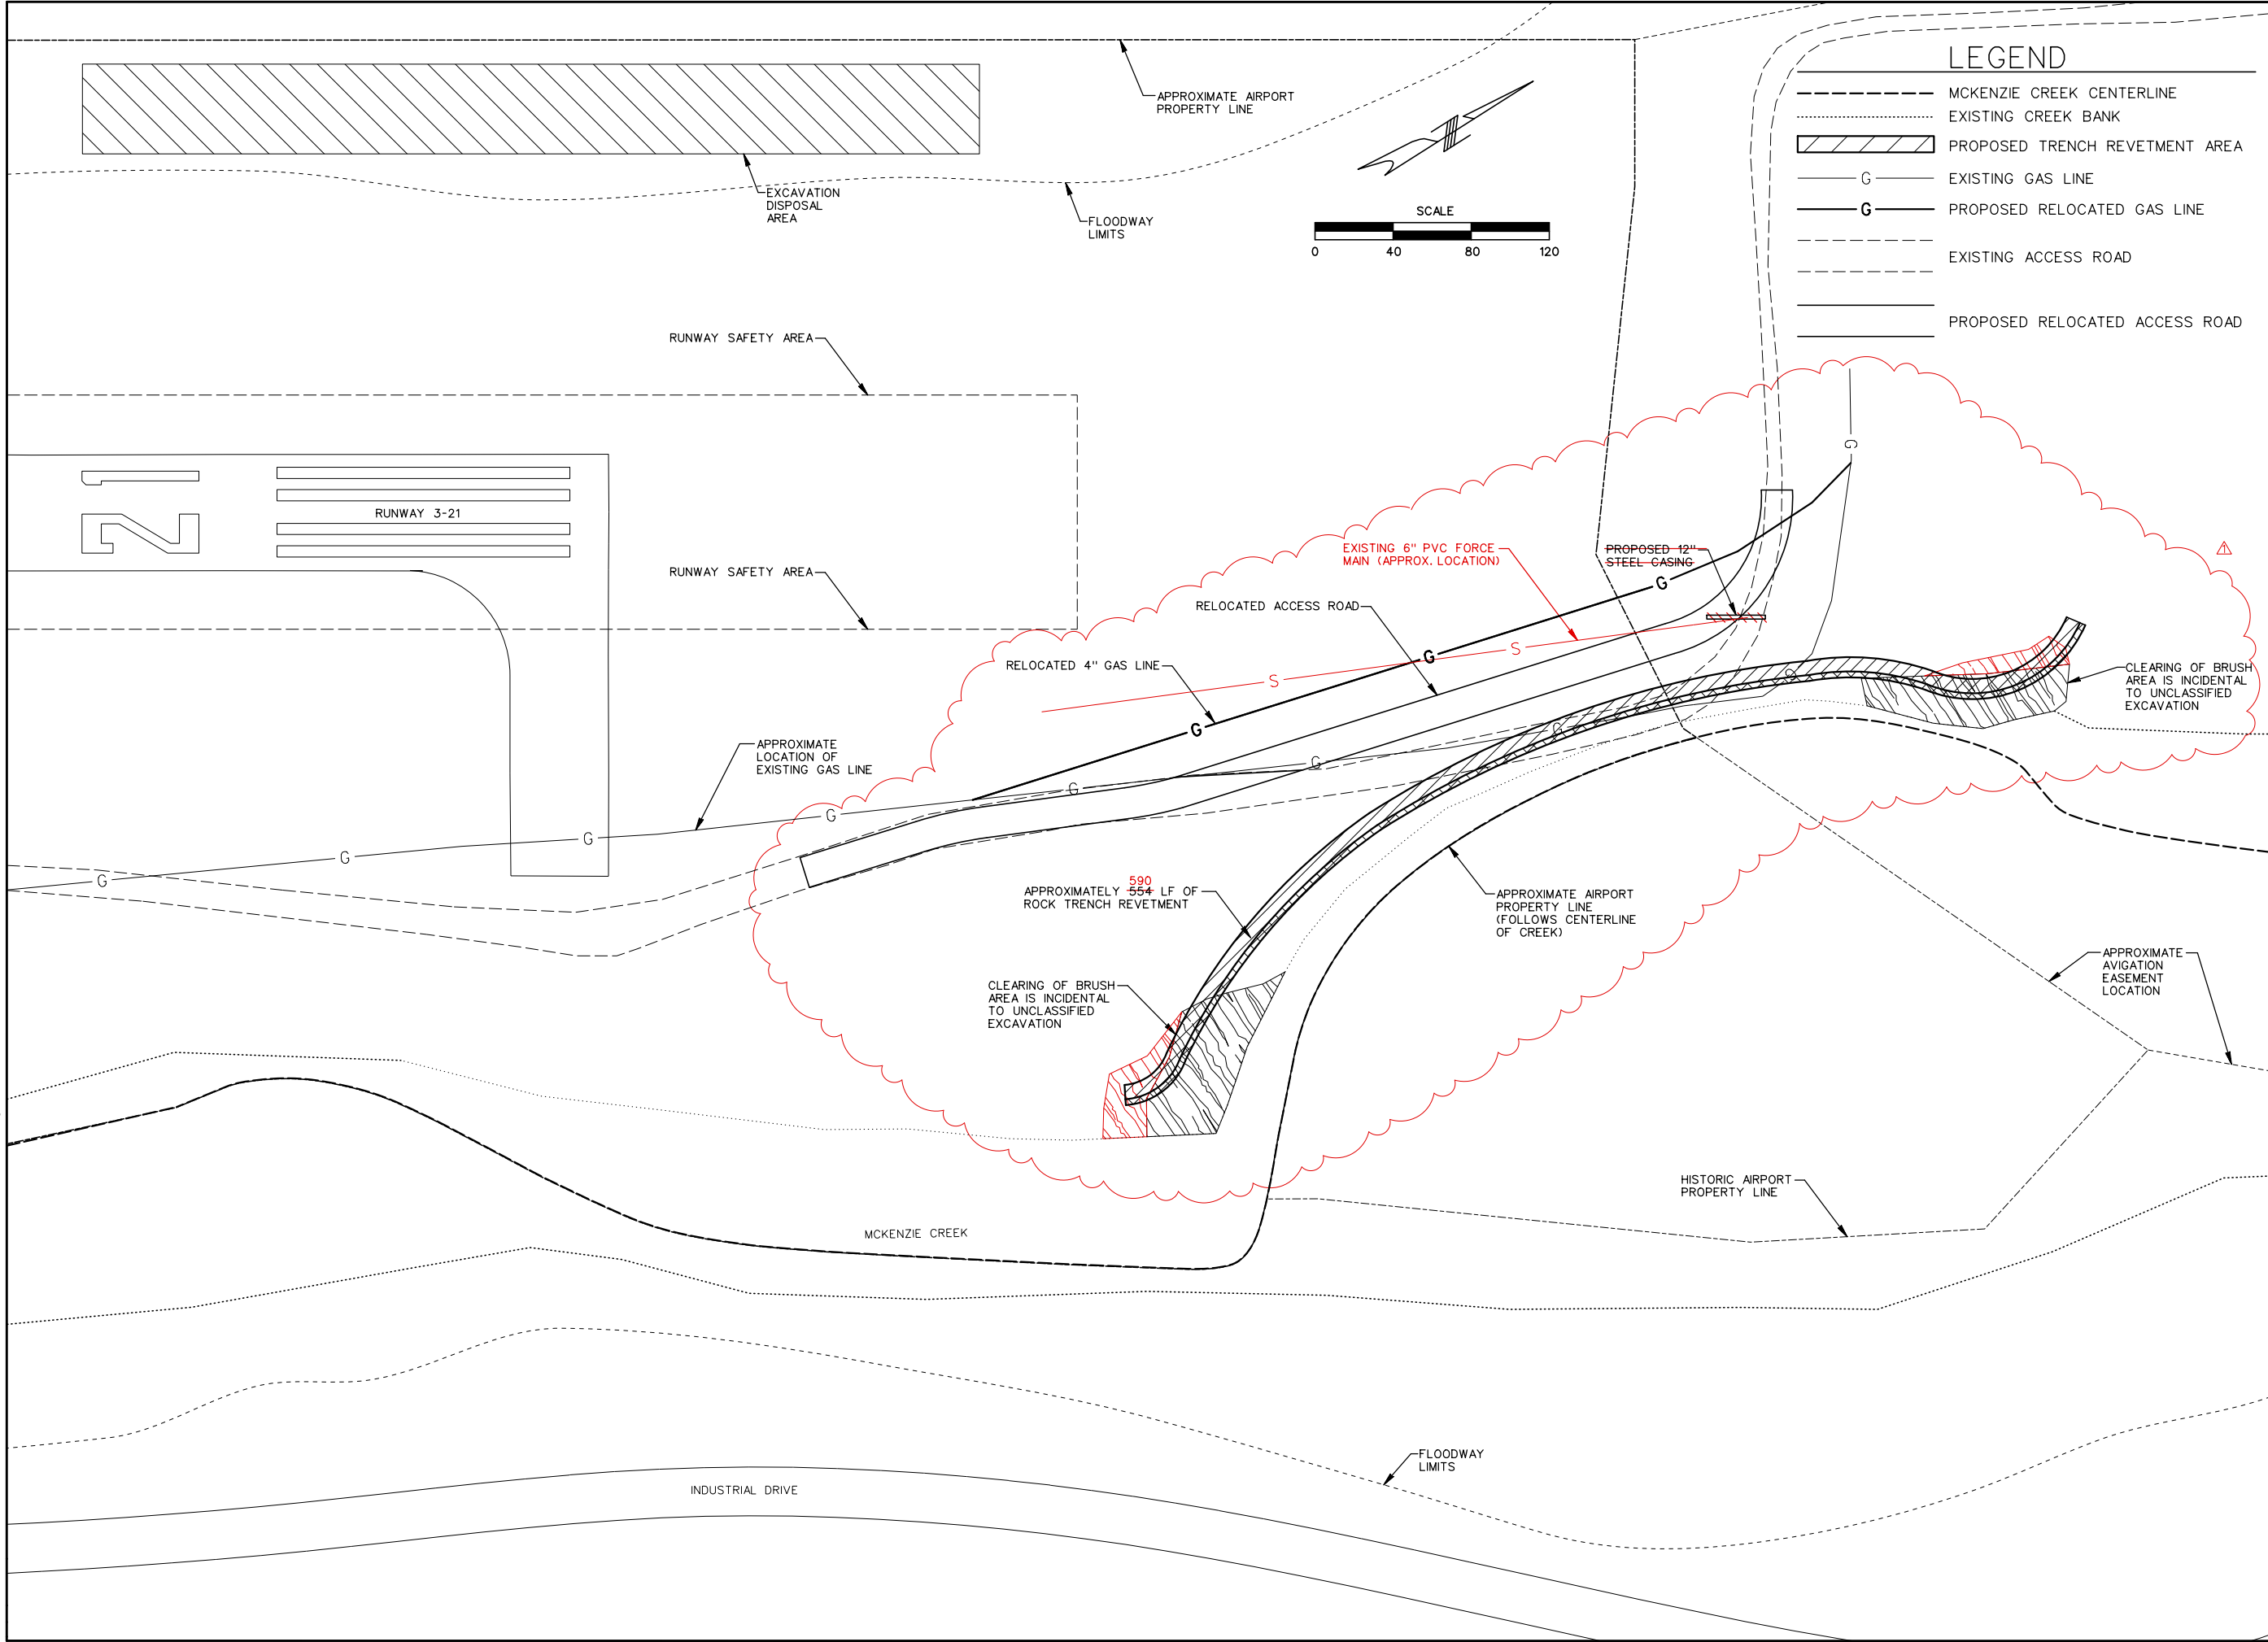 LEGEND
MCKENZIE CREEK CENTERLINE
EXISTING CREEK BANK
PROPOSED TRENCH REVETMENT AREA
G
EXISTING GAS LINE
G
PROPOSED RELOCATED GAS LINE
EXISTING ACCESS ROAD
PROPOSED RELOCATED ACCESS ROAD
APPROXIMATE AIRPORT
PROPERTY LINE
EXCAVATION
DISPOSAL
AREA
FLOODWAY
LIMITS
SCALE
0 40 80 120
RUNWAY SAFETY AREA
21
RUNWAY 3-21
RUNWAY SAFETY AREA
G
EXISTING 6" PVC FORCE
MAIN (APPROX. LOCATION)
PROPOSED 12"
STEEL CASING
1
G
RELOCATED ACCESS ROAD
S
G
RELOCATED 4" GAS LINE
S
G
CLEARING OF BRUSH
AREA IS INCIDENTAL
TO UNCLASSIFIED
EXCAVATION
APPROXIMATE
LOCATION OF
EXISTING GAS LINE
G
G
G
G
G
G
G
G
590
APPROXIMATELY 554 LF OF
ROCK TRENCH REVETMENT
APPROXIMATE AIRPORT
PROPERTY LINE
(FOLLOWS CENTERLINE
OF CREEK)
APPROXIMATE
AVIGATION
EASEMENT
LOCATION
CLEARING OF BRUSH
AREA IS INCIDENTAL
TO UNCLASSIFIED
EXCAVATION
HISTORIC AIRPORT
PROPERTY LINE
MCKENZIE CREEK
FLOODWAY
LIMITS
INDUSTRIAL DRIVE